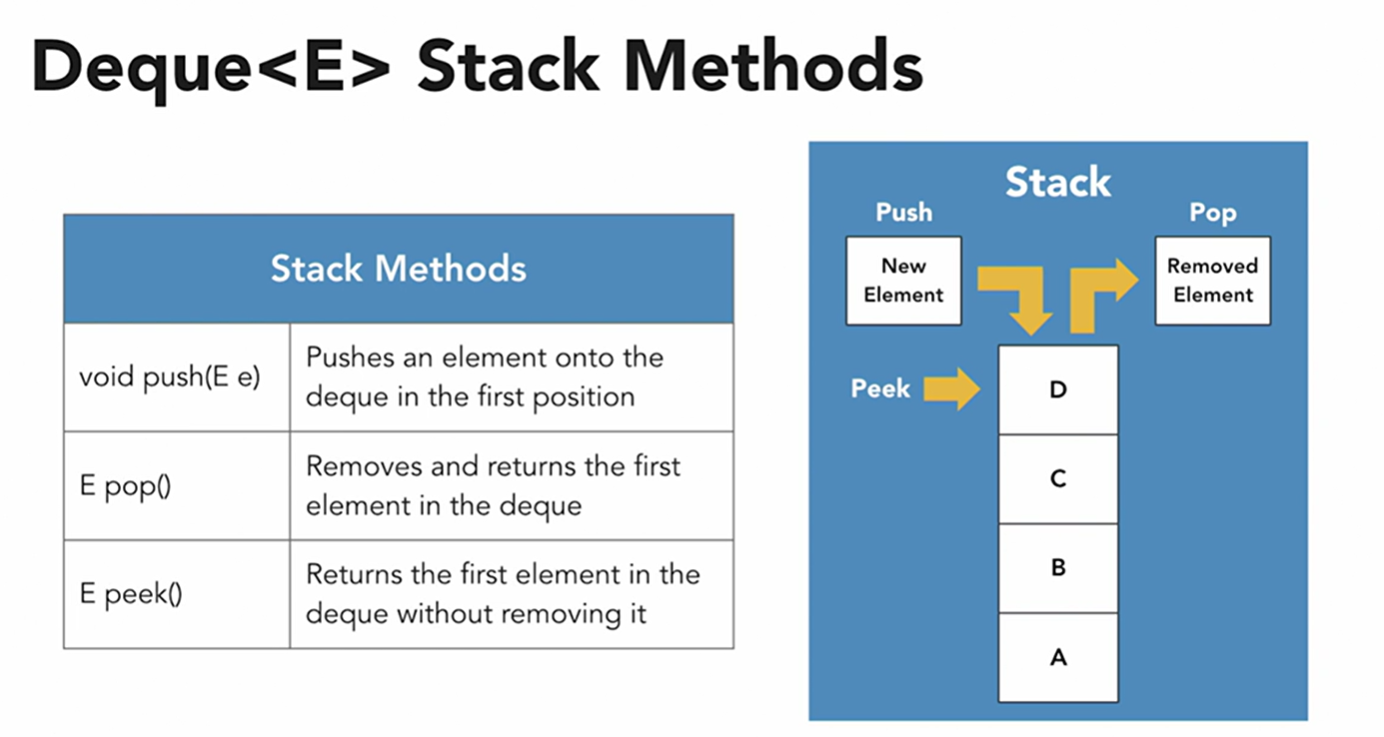 Deque<E> Stack Methods
Stack Methods
void push(E e)
Pushes an element onto the
deque in the first position
E pop()
Removes and returns the first
element in the deque
E peek()
Returns the first element in the
deque without removing it
Stack
Push
Pop
New
Element
Removed
Element
Peek
D
C
B
A